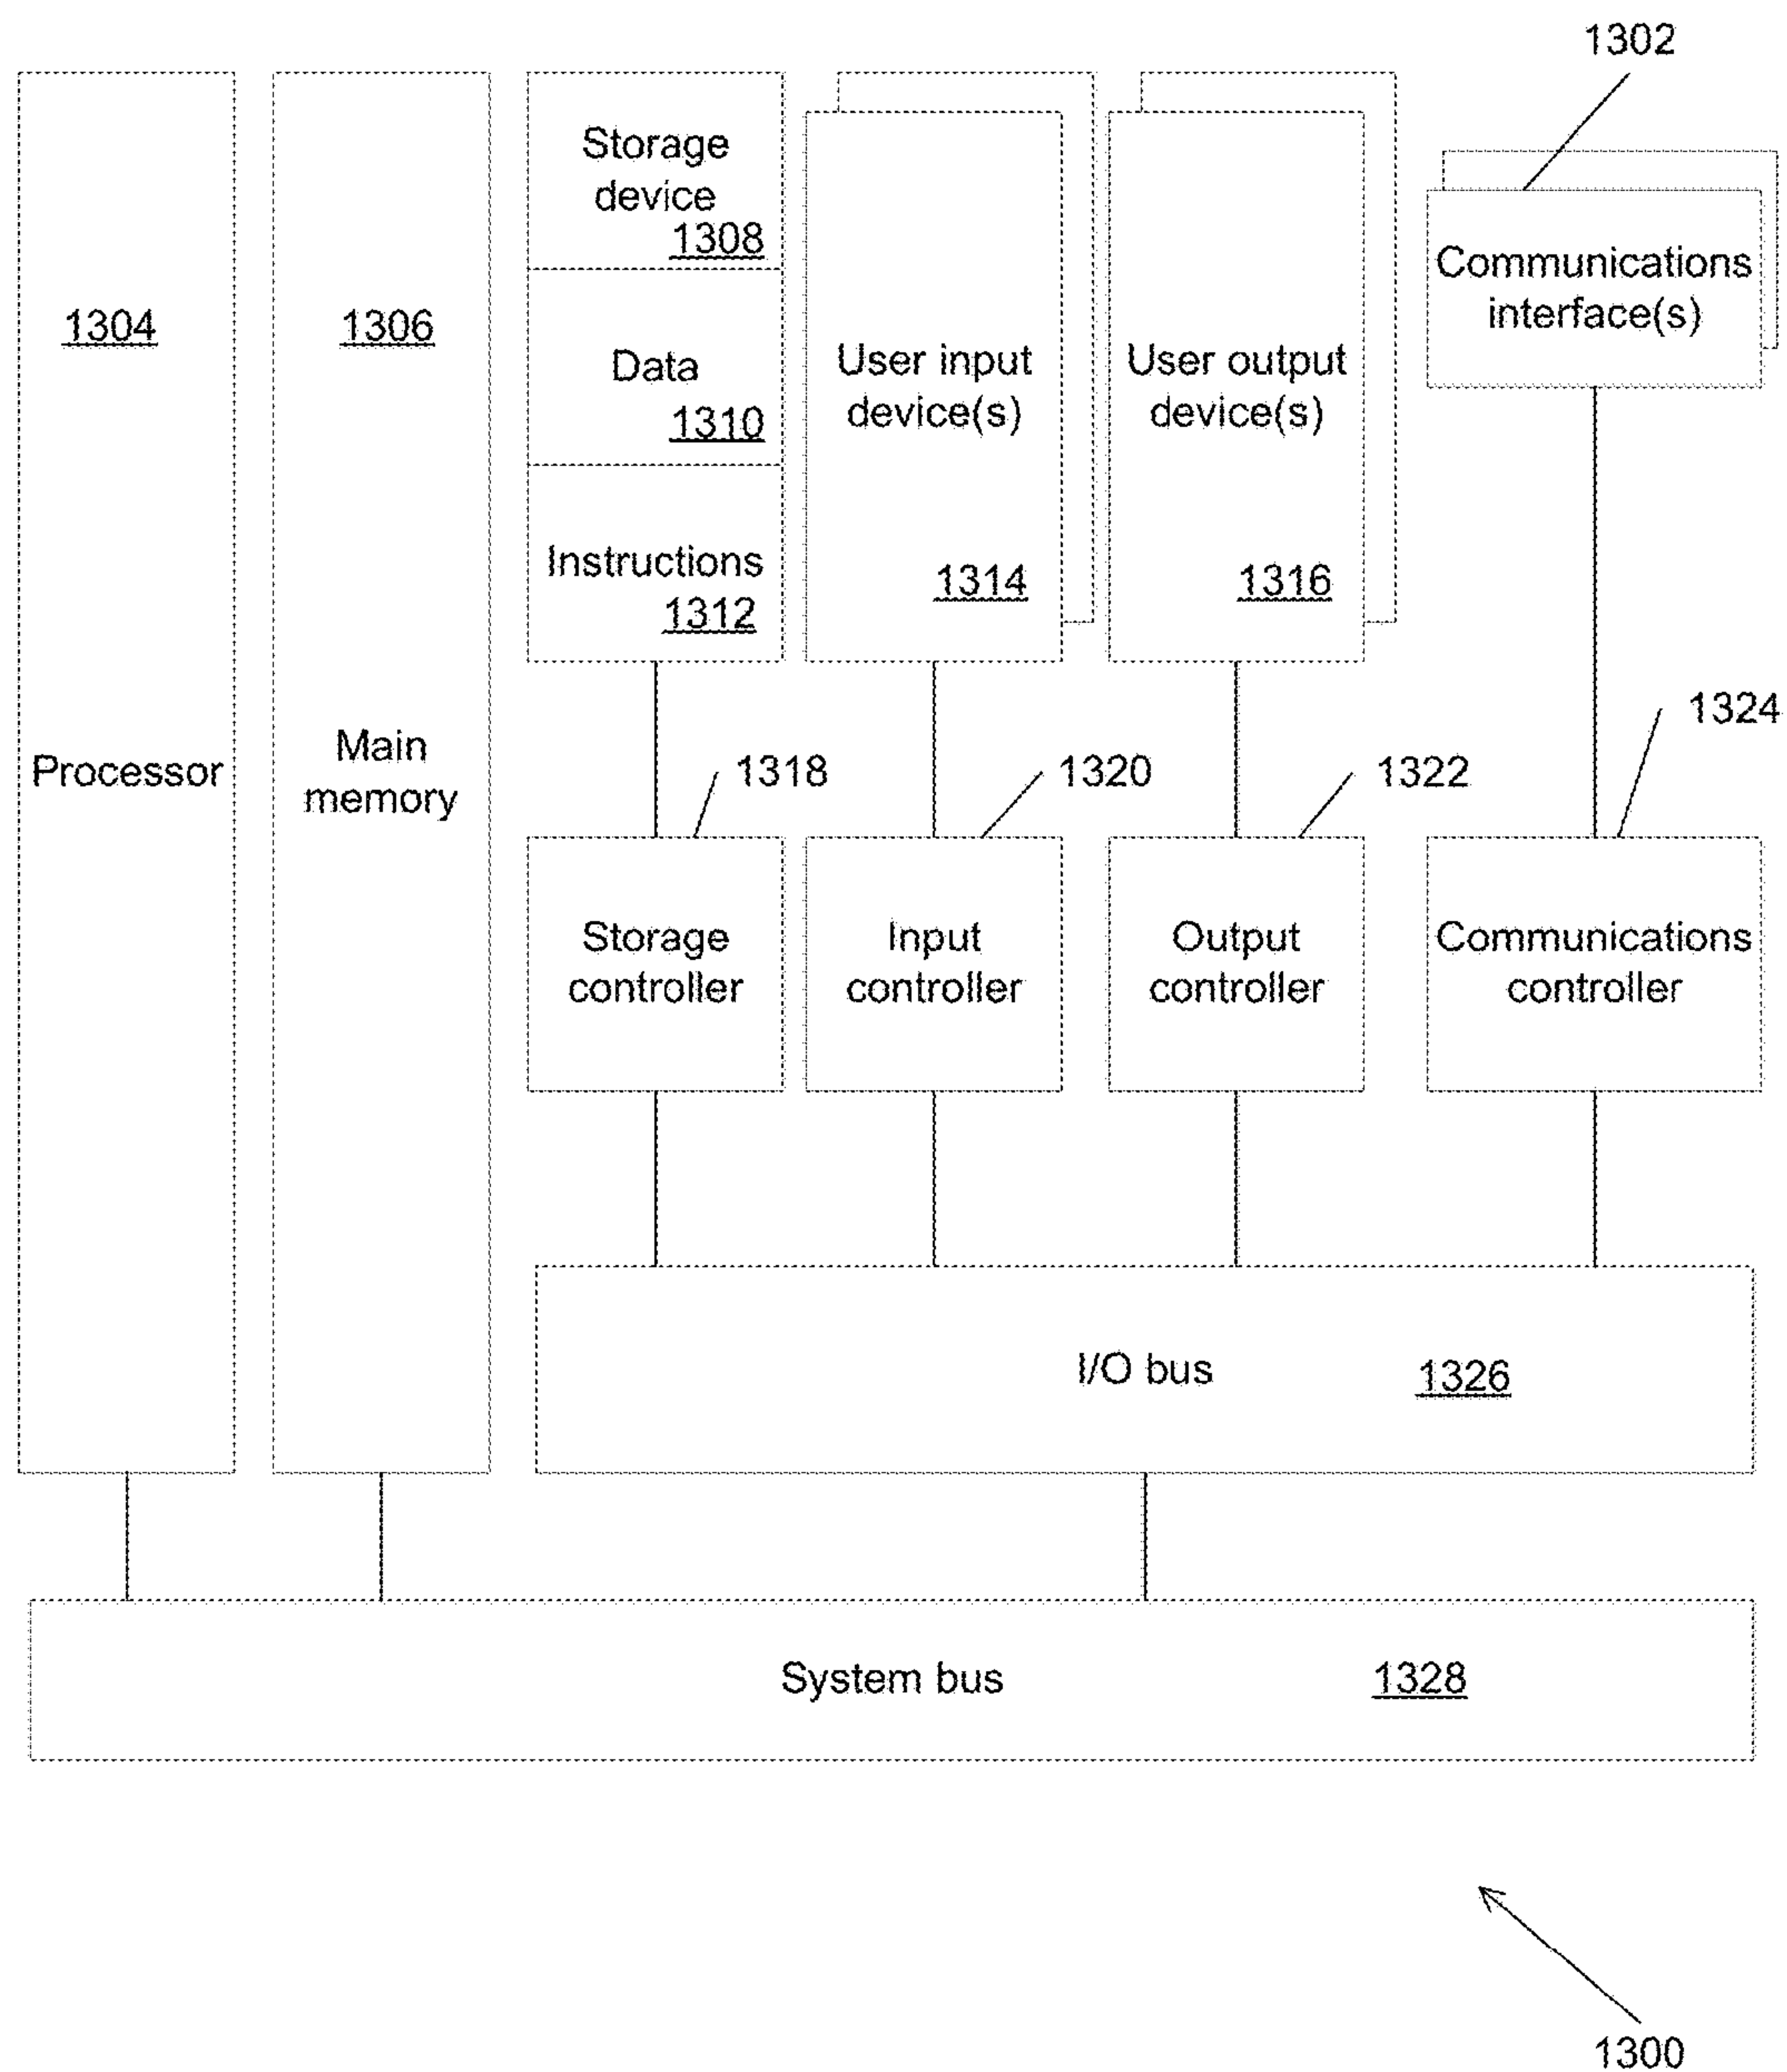 1302
Storage
device
1308
Communications
interface(s)
1304
1306
Data
1310
User input
device(s)
User output
device(s)
Instructions
1312
1314
1316
1324
Processor
Main
memory
1318
1320
1322
Storage
controller
Input
controller
Output
controller
Communications
controller
I/O bus
1326
System bus
1328
1300